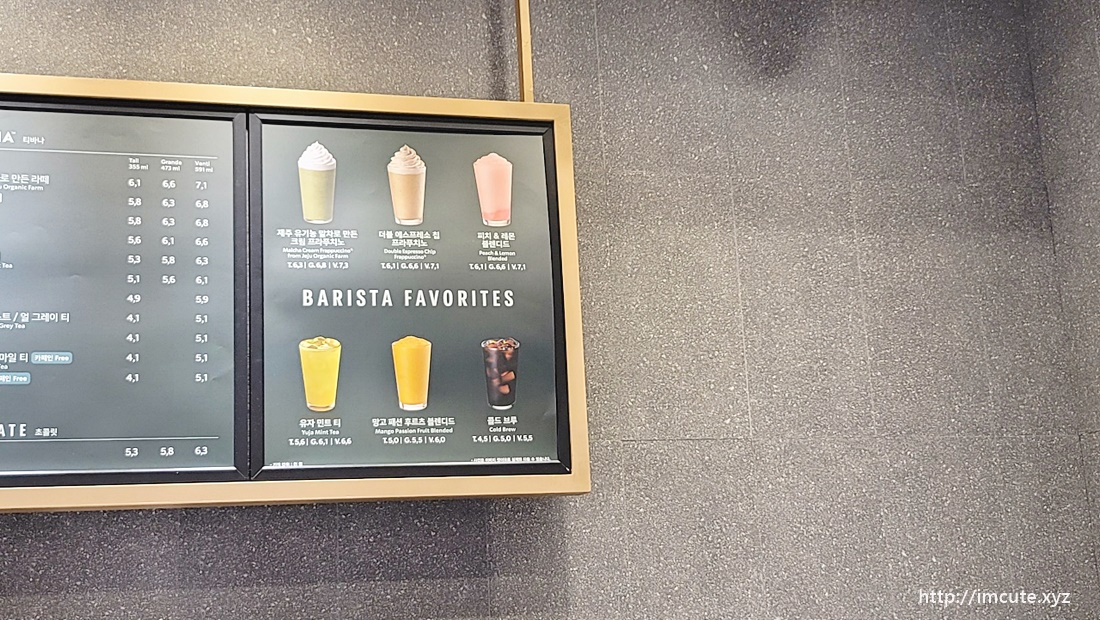 A™ 티바나
Tall Grande Venti
355 ml 473 ml 591 ml
로 만든 라떼 6,1 6,6 7,1
Organic Farm
5,8 6,3 6,8
5,8 6,3 6,8
5,6 6,1 6,6
Tea 5,3 5,8 6,3
5,1 5,6 6,1
4,9 5,9
트 / 얼 그레이 티 4,1 5,1
Grey Tea
4,1 5,1
마일 티 카페인 Free 4,1 5,1
Tea
페인 Free 4,1 5,1
ATE 초콜릿
5,3 5,8 6,3
제주 유기농 말차로 만든
크림 프라푸치노
Matcha Cream Frappuccino®
from Jeju Organic Farm
T.6,3 | G.6,8 | V.7,3
더블 에스프레소 칩
프라푸치노
Double Espresso Chip
Frappuccino®
T.6,1 | G.6,6 | V.7,1
피치 & 레몬
블렌디드
Peach & Lemon
Blended
T.6,1 | G.6,6 | V.7,1
BARISTA FAVORITES
유자 민트 티
Yuja Mint Tea
T.5,6 | G.6,1 | V.6,6
망고 패션 후르츠 블렌디드
Mango Passion Fruit Blended
T.5,0 | G.5,5 | V.6,0
콜드 브루
Cold Brew
T.4,5 | G.5,0 | V.5,5
http://imcute.xyz